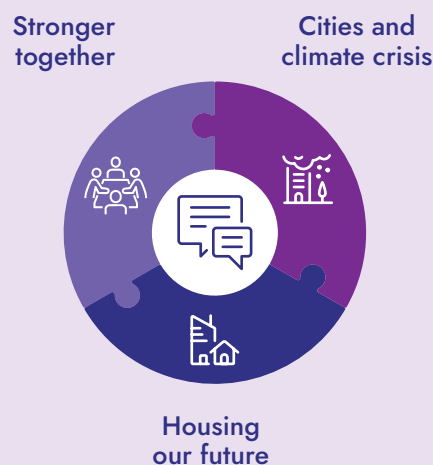 Stronger
together
Cities and
climate crisis
Housing
our future